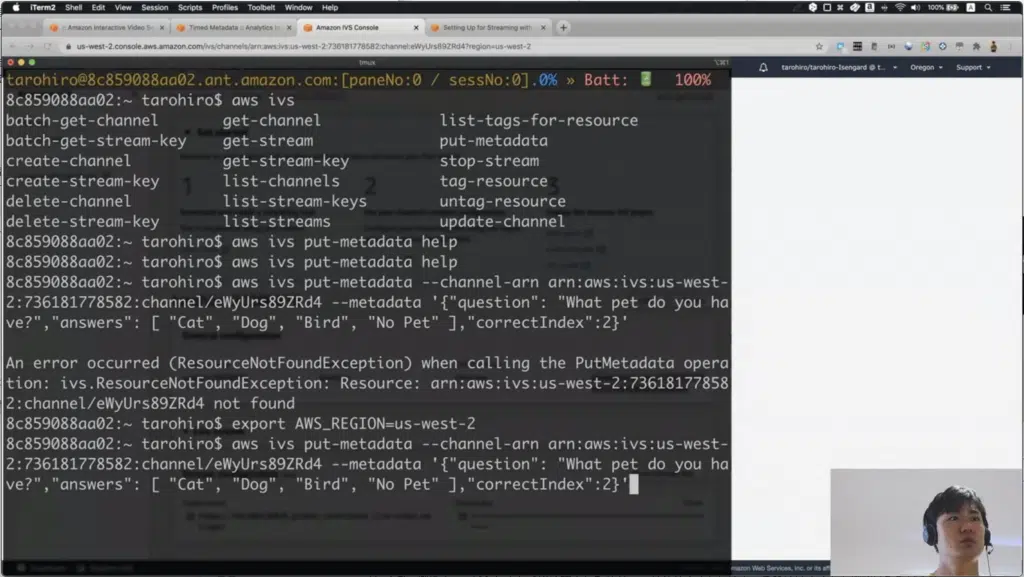 iTerm2 Shell Edit View Session Scripts Profiles Toolbelt Window Help 100%
Amazon Interactive Video S Timed Metadata :: Analytics Amazon IVS Console Setting Up for Streaming with
us-west-2.console.aws.amazon.com/ivs/channels/arn:aws:ivs:us-west-2:736181778582:channel/eWyUrs89ZRd4?region=us-west-2
tmux
tarohiro@8c859088aa02.ant.amazon.com:[paneNo:0 / sessNo:0].0% » Batt: 100%
tarohiro/tarohiro-Isengard @ t... Oregon Support
8c859088aa02:~ tarohiro$ aws ivs
batch-get-channel get-channel list-tags-for-resource
batch-get-stream-key get-stream put-metadata
create-channel get-stream-key stop-stream
create-stream-key list-channels tag-resource
delete-channel list-stream-keys untag-resource
delete-stream-key list-streams update-channel
8c859088aa02:~ tarohiro$ aws ivs put-metadata help
8c859088aa02:~ tarohiro$ aws ivs put-metadata help
8c859088aa02:~ tarohiro$ aws ivs put-metadata --channel-arn arn:aws:ivs:us-west-
2:736181778582:channel/eWyUrs89ZRd4 --metadata '{"question": "What pet do you ha
ve?","answers": [ "Cat", "Dog", "Bird", "No Pet" ],"correctIndex":2}'
An error occurred (ResourceNotFoundException) when calling the PutMetadata opera
tion: ivs.ResourceNotFoundException: Resource: arn:aws:ivs:us-west-2:73618177858
2:channel/eWyUrs89ZRd4 not found
8c859088aa02:~ tarohiro$ export AWS_REGION=us-west-2
8c859088aa02:~ tarohiro$ aws ivs put-metadata --channel-arn arn:aws:ivs:us-west-
2:736181778582:channel/eWyUrs89ZRd4 --metadata '{"question": "What pet do you ha
ve?","answers": [ "Cat", "Dog", "Bird", "No Pet" ],"correctIndex":2}'
mazon Web Services, Inc. or its aff